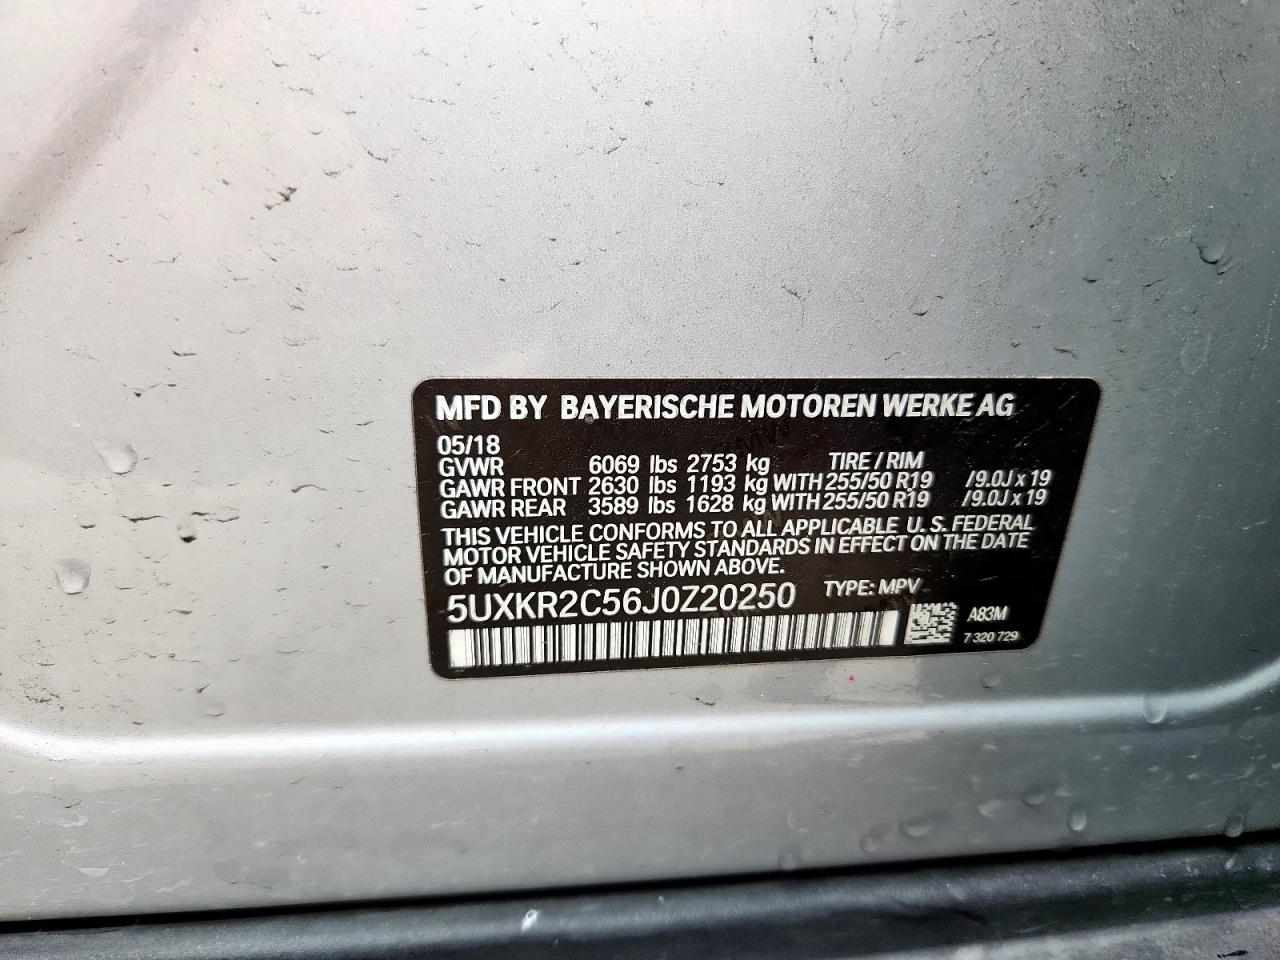 MFD BY BAYERISCHE MOTOREN WERKE AG
05/18
GVWR 6069 lbs 2753 kg TIRE / RIM
GAWR FRONT 2630 lbs 1193 kg WITH 255/50 R19 /9.0J x 19
GAWR REAR 3589 lbs 1628 kg WITH 255/50 R19 /9.0J x 19
THIS VEHICLE CONFORMS TO ALL APPLICABLE U. S. FEDERAL
MOTOR VEHICLE SAFETY STANDARDS IN EFFECT ON THE DATE
OF MANUFACTURE SHOWN ABOVE.
5UXKR2C56J0Z20250 TYPE: MPV
A83M
7 320 729